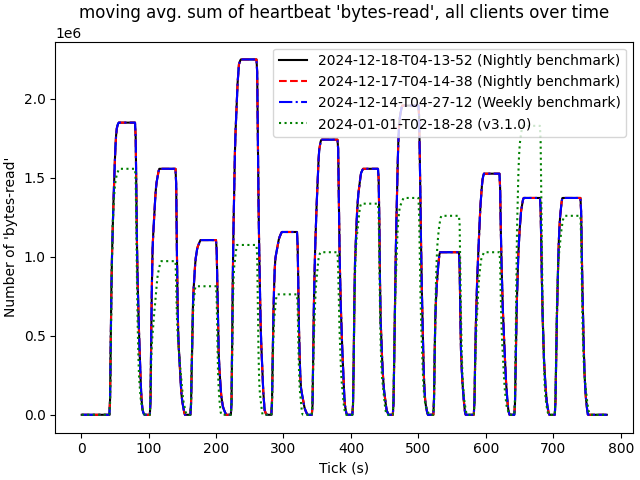 moving avg. sum of heartbeat 'bytes-read', all clients over time
1e6
2024-12-18-T04-13-52 (Nightly benchmark)
2024-12-17-T04-14-38 (Nightly benchmark)
2024-12-14-T04-27-12 (Weekly benchmark)
2024-01-01-T02-18-28 (v3.1.0)
2.0
1.5
1.0
0.5
0.0
Number of 'bytes-read'
0 100 200 300 400 500 600 700 800
Tick (s)